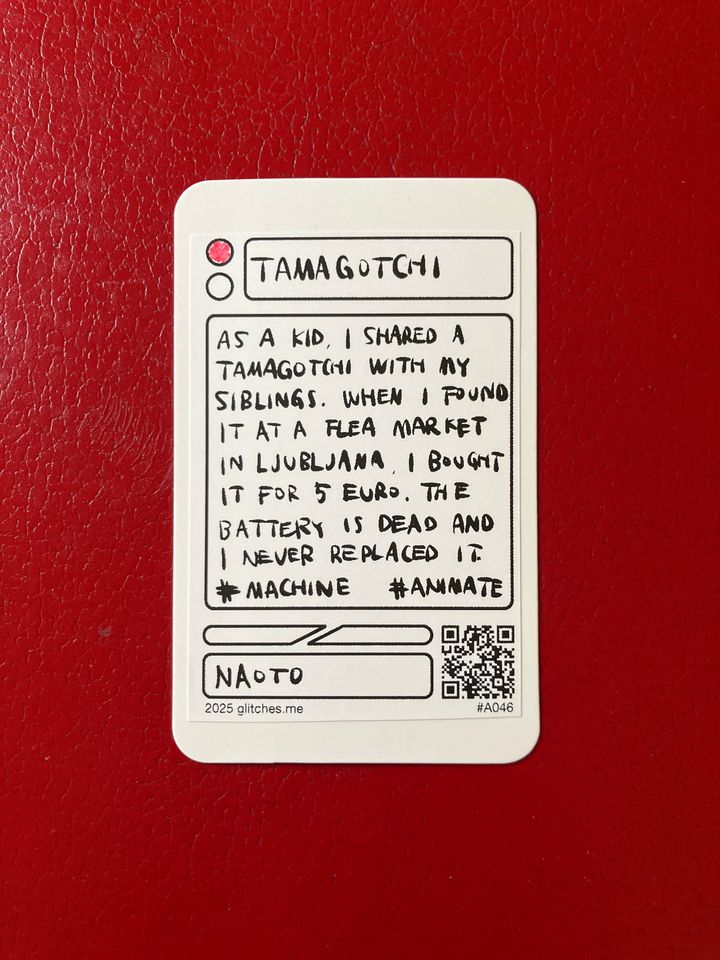 TAMAGOTCHI
AS A KID, I SHARED A
TAMAGOTCHI WITH MY
SIBLINGS. WHEN I FOUND
IT AT A FLEA MARKET
IN LJUBLJANA, I BOUGHT
IT FOR 5 EURO. THE
BATTERY IS DEAD AND
I NEVER REPLACED IT.
#MACHINE #ANIMATE
NAOTO
2025 glitches.me #A046